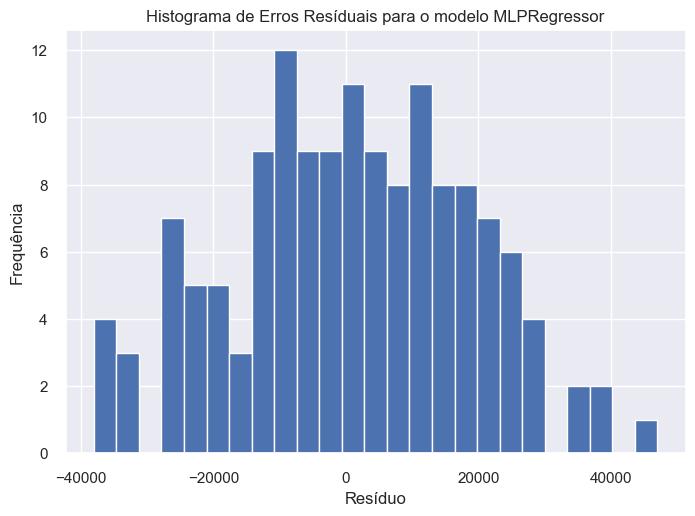 Histograma de Erros Resíduais para o modelo MLPRegressor
12
10
8
6
4
2
0
Frequência
−40000 −20000 0 20000 40000
Resíduo